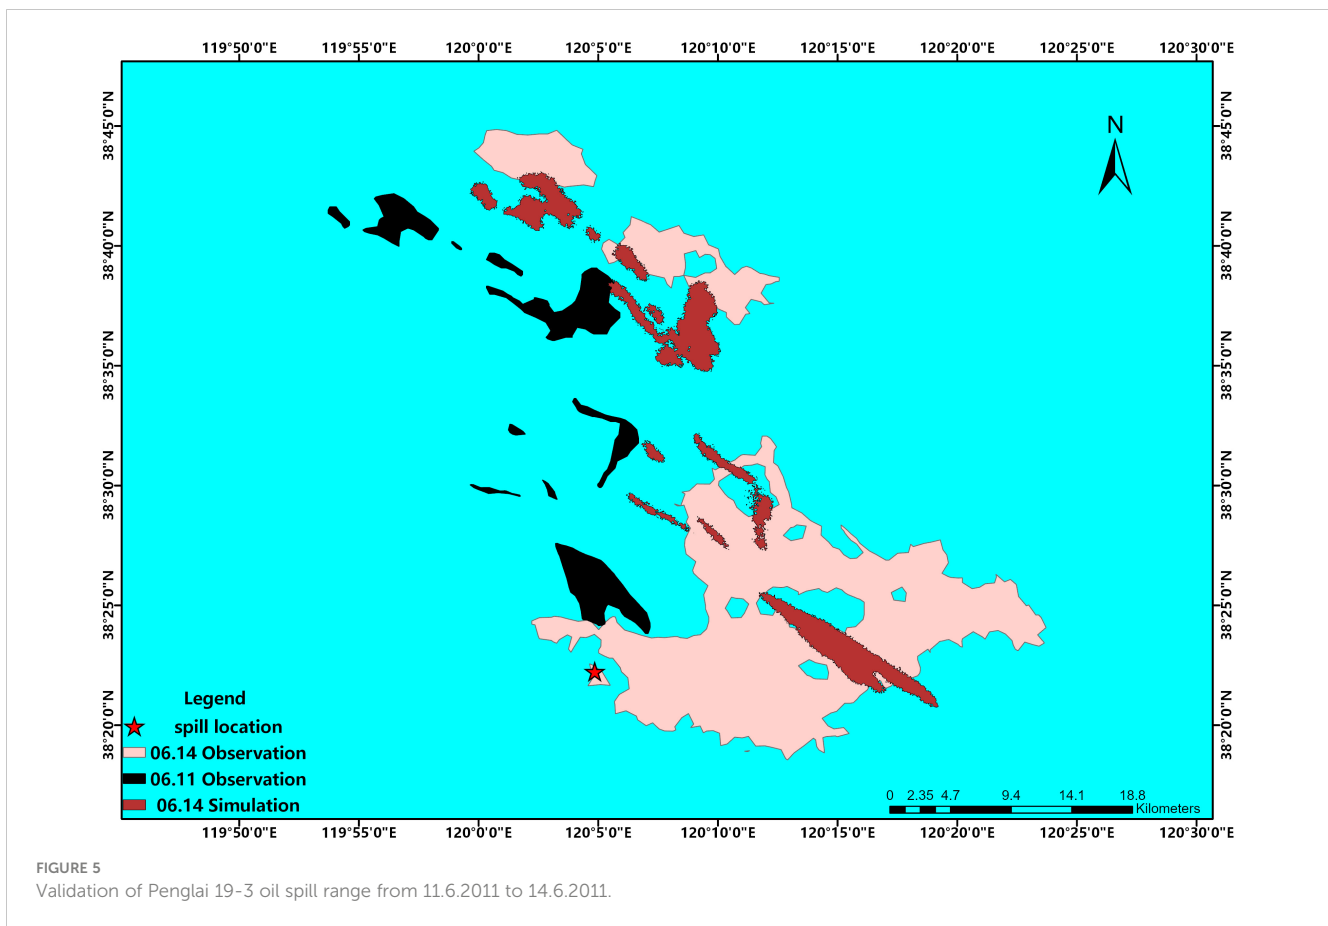 119°50'0"E 119°55'0"E 120°0'0"E 120°5'0"E 120°10'0"E 120°15'0"E 120°20'0"E 120°25'0"E 120°30'0"E
38°45'0"N 38°45'0"N
38°40'0"N 38°40'0"N
38°35'0"N 38°35'0"N
38°30'0"N 38°30'0"N
38°25'0"N 38°25'0"N
38°20'0"N 38°20'0"N
N
Legend
spill location
06.14 Observation
06.11 Observation
06.14 Simulation
0 2.35 4.7 9.4 14.1 18.8
Kilometers
119°50'0"E 119°55'0"E 120°0'0"E 120°5'0"E 120°10'0"E 120°15'0"E 120°20'0"E 120°25'0"E 120°30'0"E
FIGURE 5
Validation of Penglai 19-3 oil spill range from 11.6.2011 to 14.6.2011.